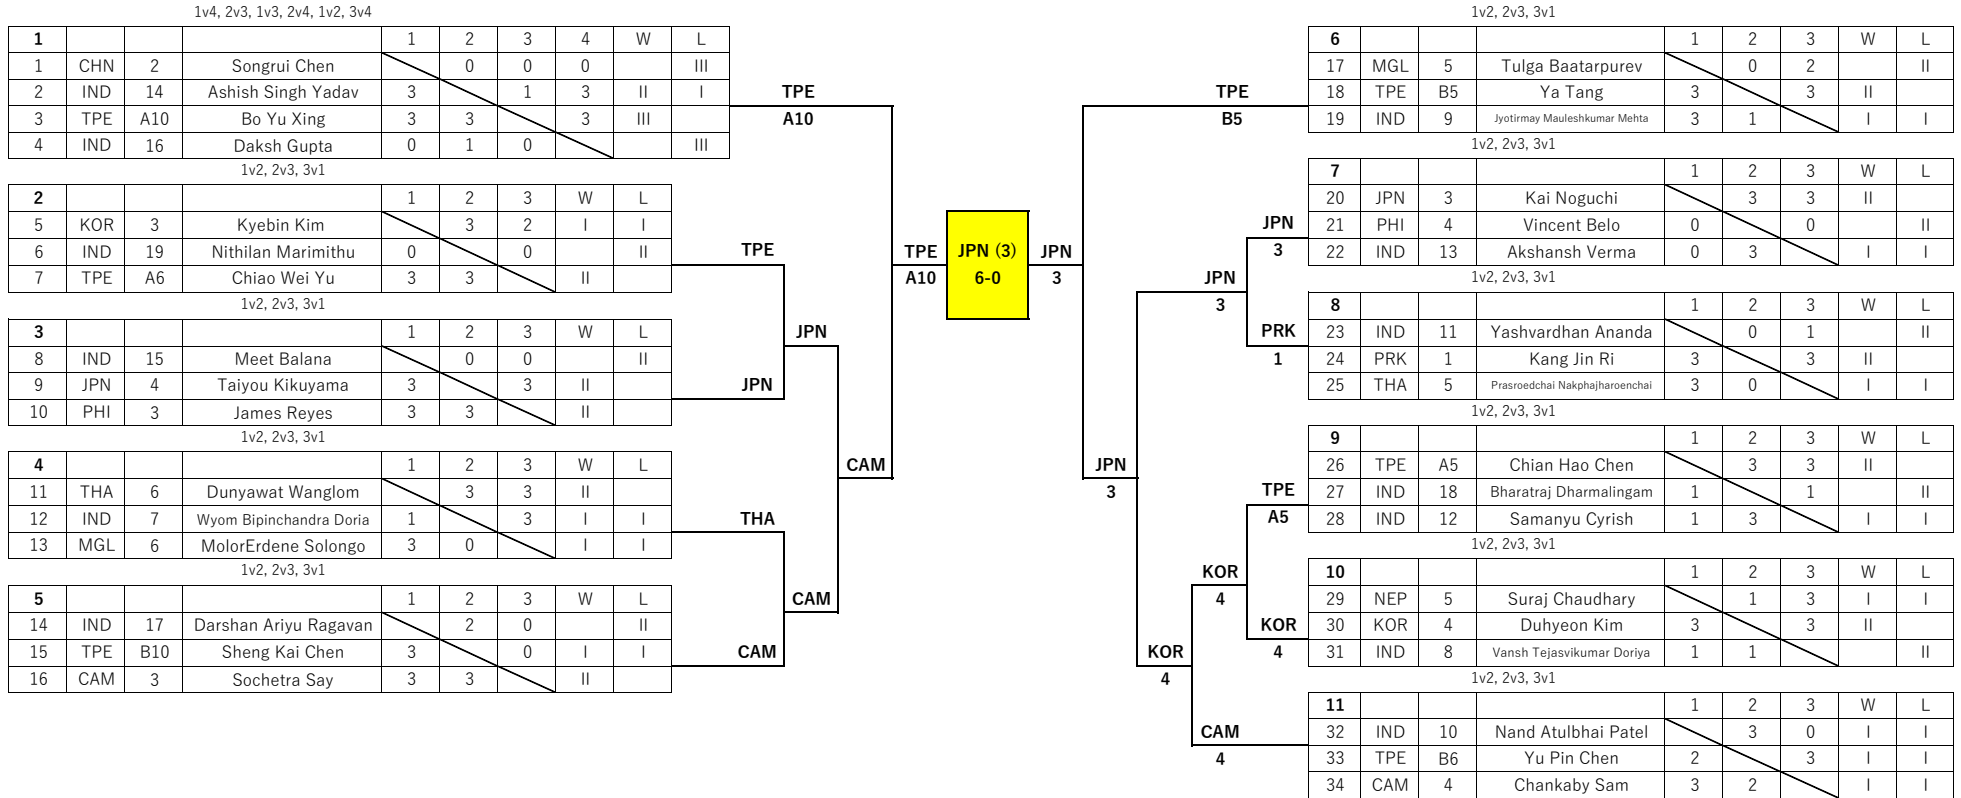 1v4, 2v3, 1v3, 2v4, 1v2, 3v4
1 1 2 3 4 W L
1 CHN 2 Songrui Chen 0 0 0 III
2 IND 14 Ashish Singh Yadav 3 1 3 II I
3 TPE A10 Bo Yu Xing 3 3 3 III
4 IND 16 Daksh Gupta 0 1 0 III
1v2, 2v3, 3v1
2 1 2 3 W L
5 KOR 3 Kyebin Kim 3 2 I I
6 IND 19 Nithilan Marimithu 0 0 II
7 TPE A6 Chiao Wei Yu 3 3 II
1v2, 2v3, 3v1
3 1 2 3 W L
8 IND 15 Meet Balana 0 0 II
9 JPN 4 Taiyou Kikuyama 3 3 II
10 PHI 3 James Reyes 3 3 II
1v2, 2v3, 3v1
4 1 2 3 W L
11 THA 6 Dunyawat Wanglom 3 3 II
12 IND 7 Wyom Bipinchandra Doria 1 3 I I
13 MGL 6 MolorErdene Solongo 3 0 I I
1v2, 2v3, 3v1
5 1 2 3 W L
14 IND 17 Darshan Ariyu Ragavan 2 0 II
15 TPE B10 Sheng Kai Chen 3 0 I I
16 CAM 3 Sochetra Say 3 3 II
TPE
A10
TPE
JPN
JPN
THA
CAM
CAM
CAM
TPE
A10
JPN (3)
6-0
JPN
3
TPE
B5
JPN
3
JPN
3
PRK
1
JPN
3
TPE
A5
KOR
4
KOR
4
KOR
4
CAM
4
1v2, 2v3, 3v1
6 1 2 3 W L
17 MGL 5 Tulga Baatarpurev 0 2 II
18 TPE B5 Ya Tang 3 3 II
19 IND 9 Jyotirmay Mauleshkumar Mehta 3 1 I I
1v2, 2v3, 3v1
7 1 2 3 W L
20 JPN 3 Kai Noguchi 3 3 II
21 PHI 4 Vincent Belo 0 0 II
22 IND 13 Akshansh Verma 0 3 I I
1v2, 2v3, 3v1
8 1 2 3 W L
23 IND 11 Yashvardhan Ananda 0 1 II
24 PRK 1 Kang Jin Ri 3 3 II
25 THA 5 Prasroedchai Nakphajharoenchai 3 0 I I
1v2, 2v3, 3v1
9 1 2 3 W L
26 TPE A5 Chian Hao Chen 3 3 II
27 IND 18 Bharatraj Dharmalingam 1 1 II
28 IND 12 Samanyu Cyrish 1 3 I I
1v2, 2v3, 3v1
10 1 2 3 W L
29 NEP 5 Suraj Chaudhary 1 3 I I
30 KOR 4 Duhyeon Kim 3 3 II
31 IND 8 Vansh Tejasvikumar Doriya 1 1 II
1v2, 2v3, 3v1
11 1 2 3 W L
32 IND 10 Nand Atulbhai Patel 3 0 I I
33 TPE B6 Yu Pin Chen 2 3 I I
34 CAM 4 Chankaby Sam 3 2 I I